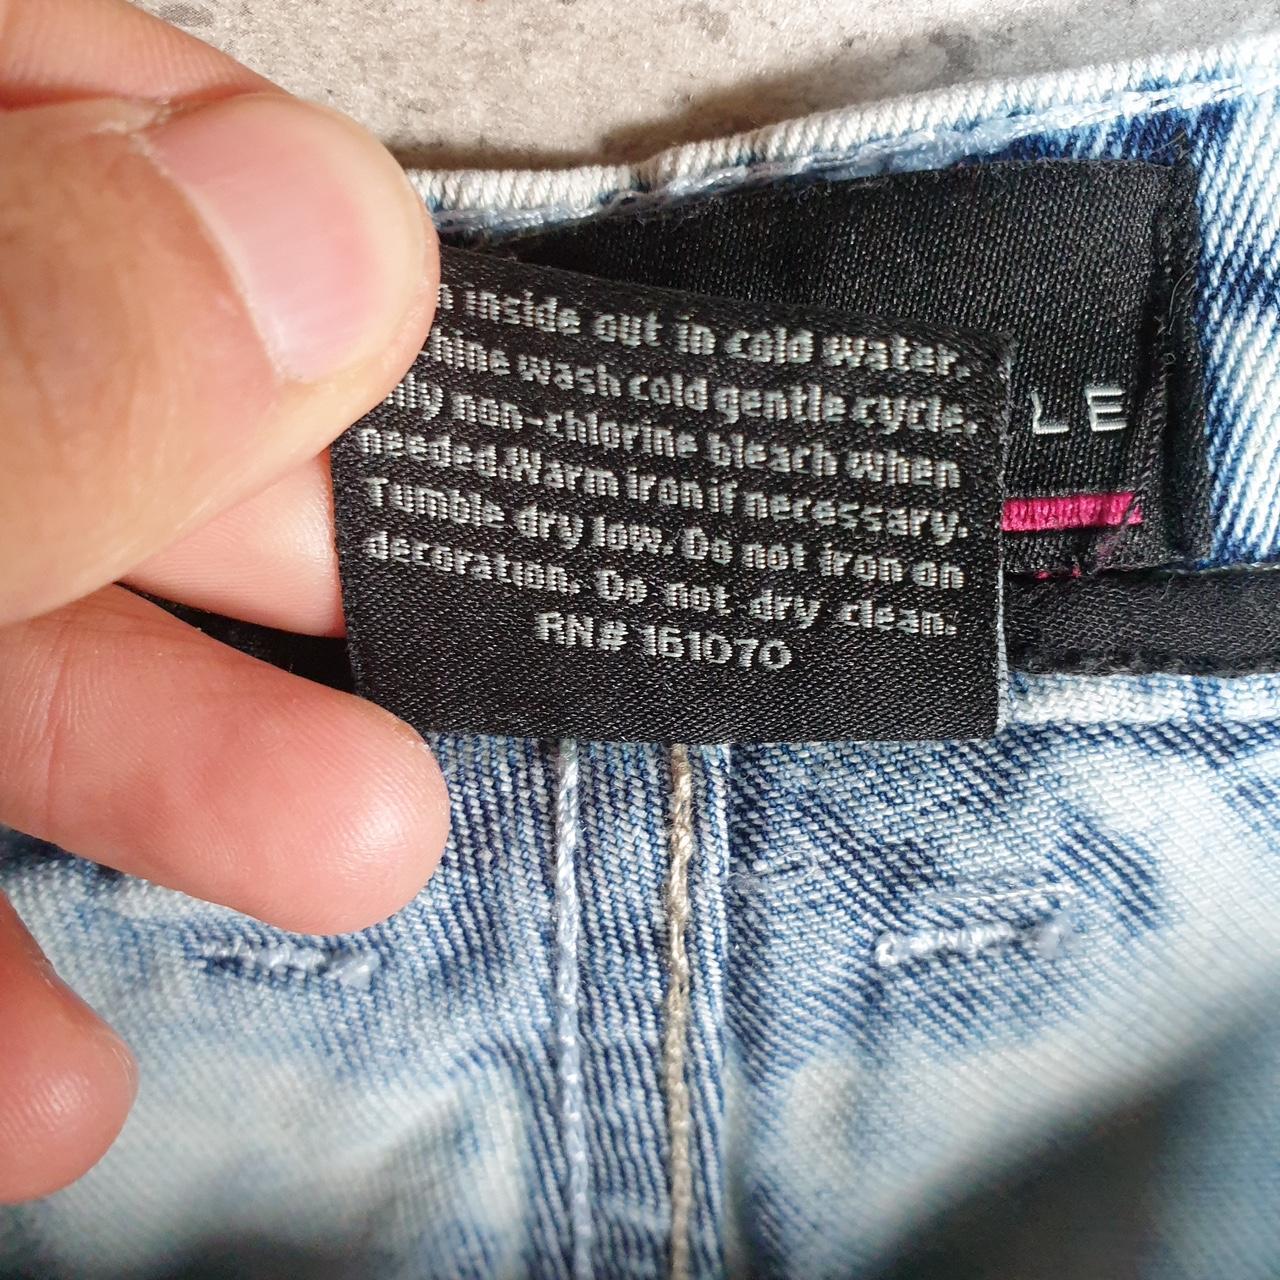 inside out in cold water.
wash cold gentle cycle.
non-chlorine bleach when
needed.Warm iron if necessary.
Tumble dry low. Do not iron on
decoration. Do not dry clean.
RN# 161070
LE